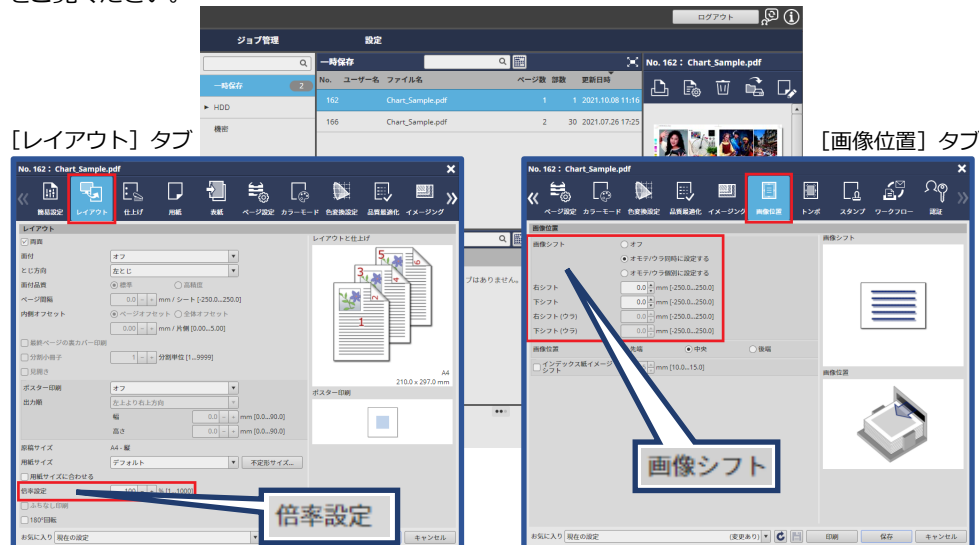 をご覧ください。
ログアウト
ジョブ管理
設定
一時保存
No. 162： Chart_Sample.pdf
一時保存 2
HDD
機密
No. ユーザー名 ファイル名 ページ数 部数 更新日時
162 Chart_Sample.pdf 1 1 2021.10.08 11:16
166 Chart_Sample.pdf 2 30 2021.07.26 17:25
ブはありません。
［レイアウト］タブ
No. 162： Chart_Sample.pdf
簡易設定 レイアウト 仕上げ 用紙 表紙 ページ設定 カラーモード 色変換設定 品質最適化 イメージング
レイアウト
両面
面付 オフ
とじ方向 左とじ
面付品質 標準 高精度
ページ間隔 0.0 - + mm / シート [-250.0...250.0]
内側オフセット ページオフセット 全体オフセット
0.00 - + mm / 片側 [0.00...5.00]
最終ページの裏カバー印刷
分割小冊子 1 - + 分割単位 [1...9999]
見開き
ポスター印刷 オフ
出力順 左上より右上方向
幅 0.0 - + mm [0.0...90.0]
高さ 0.0 - + mm [0.0...90.0]
原稿サイズ A4 - 縦
用紙サイズ デフォルト 不定形サイズ...
用紙サイズに合わせる
倍率設定 100 - + % [1...1000]
ふちなし印刷
180°回転
お気に入り 現在の設定
キャンセル
レイアウトと仕上げ
5
6
3
1
A4
210.0 x 297.0 mm
ポスター印刷
倍率設定
［画像位置］タブ
No. 162： Chart_Sample.pdf
ページ設定 カラーモード 色変換設定 品質最適化 イメージング 画像位置 トンボ スタンプ ワークフロー 認証
画像位置
画像シフト オフ
オモテ/ウラ同時に設定する
オモテ/ウラ個別に設定する
右シフト 0.0 mm [-250.0...250.0]
下シフト 0.0 mm [-250.0...250.0]
右シフト (ウラ) 0.0 mm [-250.0...250.0]
下シフト (ウラ) 0.0 mm [-250.0...250.0]
画像位置 先端 中央 後端
インデックス紙イメージシフト mm [10.0...15.0]
画像シフト
画像位置
画像シフト
お気に入り 現在の設定 (変更あり) 印刷 保存 キャンセル